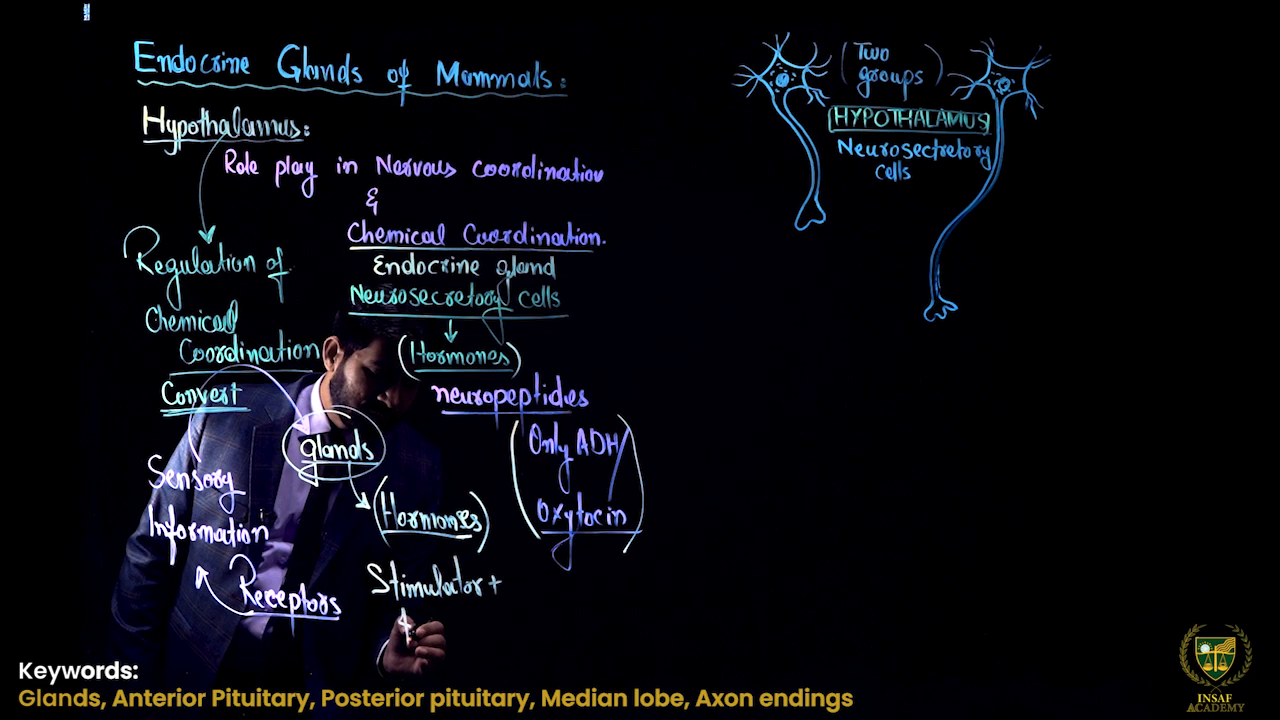 Endocrine Glands of Mammals:
Hypothalamus:
Role play in Nervous coordination
&
Chemical Coordination.
Endocrine gland
Neurosecretory cells
(Hormones)
neuropeptides
(Only ADH/
Oxytocin)
Regulation of
Chemical
Coordination
Convert
Sensory
Information
Receptors
glands
(Hormones)
Stimulator +
(Two
groups)
HYPOTHALAMUS
Neurosectretory
cells
Keywords:
Glands, Anterior Pituitary, Posterior pituitary, Median lobe, Axon endings
INSAF
ACADEMY